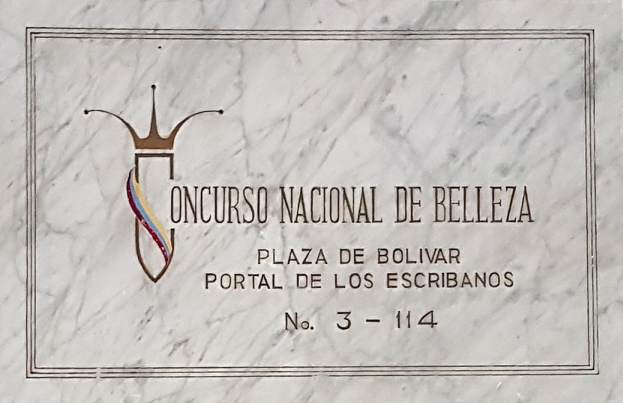 CONCURSO NACIONAL DE BELLEZA
PLAZA DE BOLIVAR
PORTAL DE LOS ESCRIBANOS
No. 3 - 114